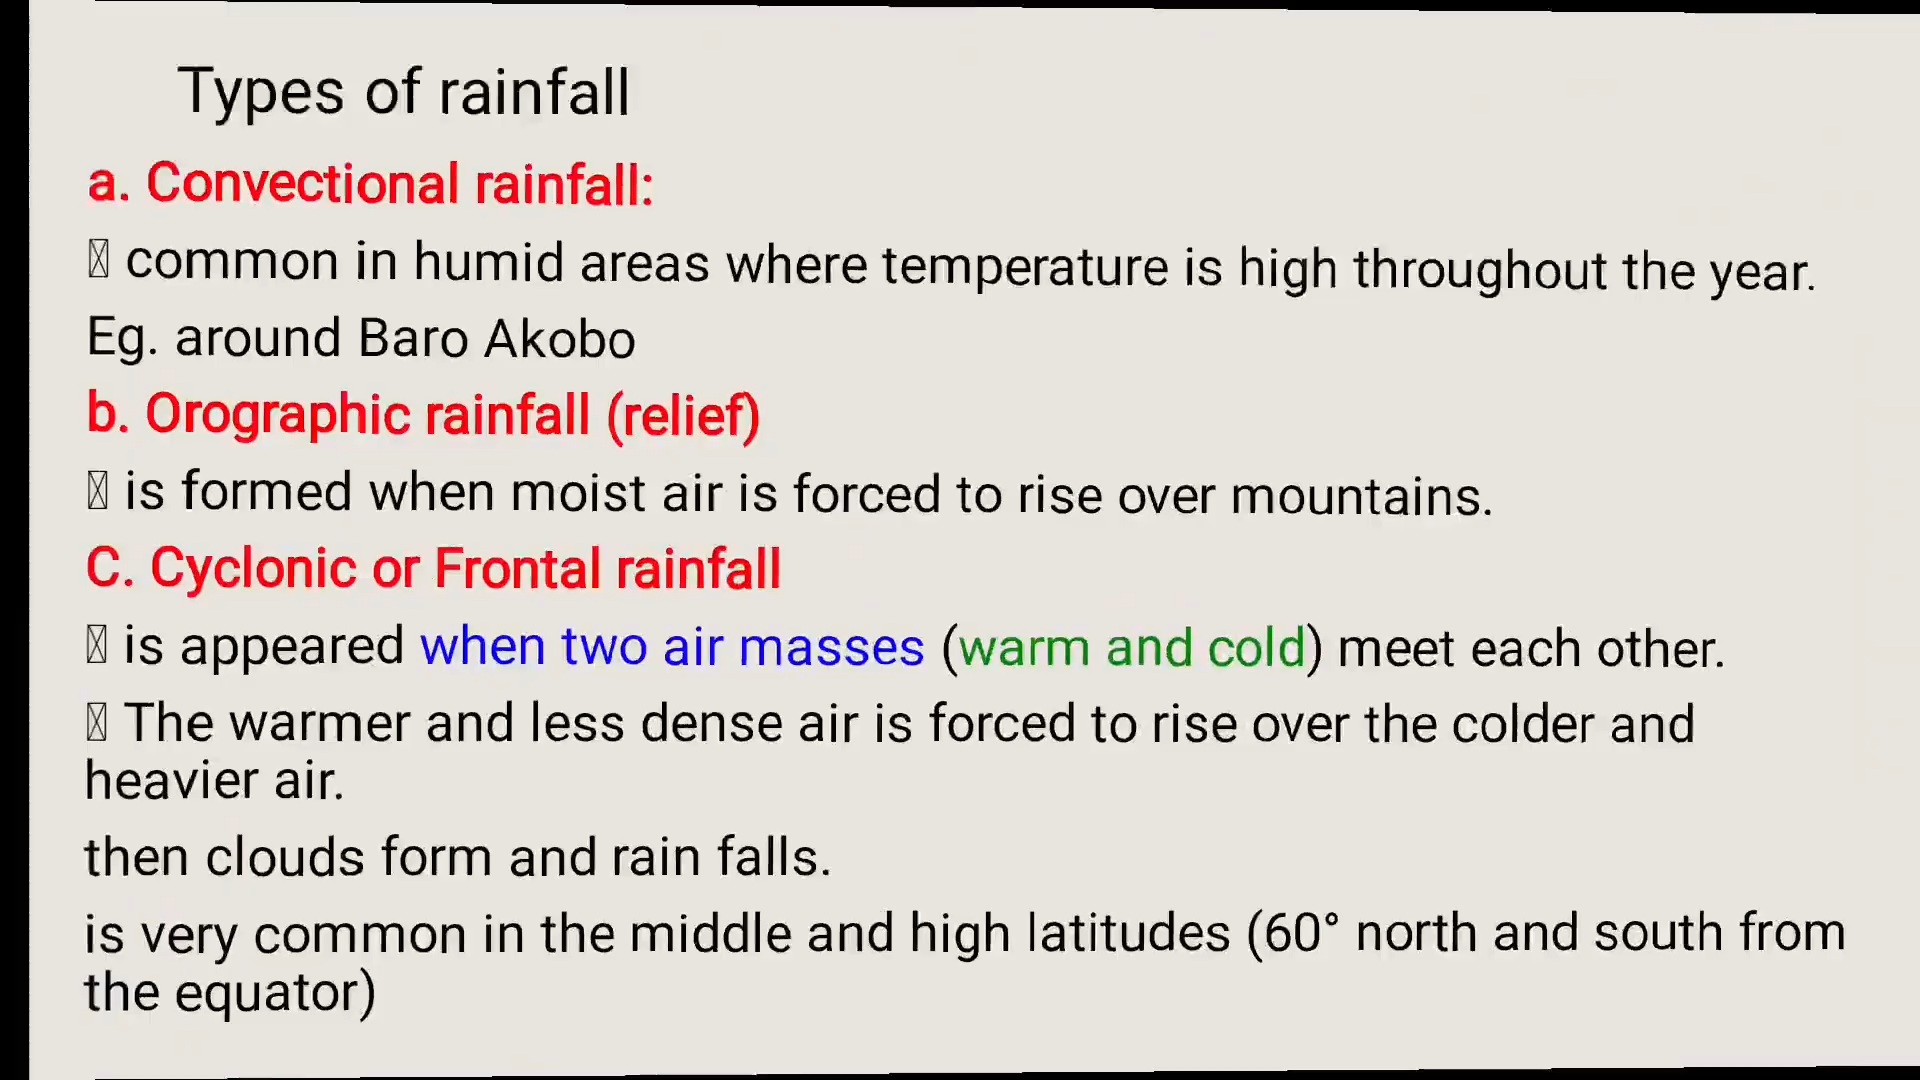 Types of rainfall
a. Convectional rainfall:
common in humid areas where temperature is high throughout the year.
Eg. around Baro Akobo
b. Orographic rainfall (relief)
is formed when moist air is forced to rise over mountains.
C. Cyclonic or Frontal rainfall
is appeared when two air masses (warm and cold) meet each other.
The warmer and less dense air is forced to rise over the colder and
heavier air.
then clouds form and rain falls.
is very common in the middle and high latitudes (60° north and south from
the equator)